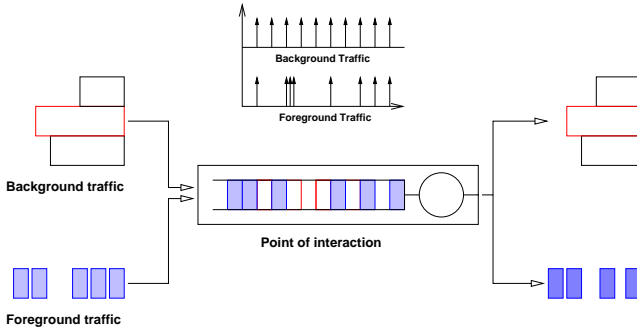 Background Traffic
Foreground Traffic
Background traffic
Point of interaction
Foreground traffic